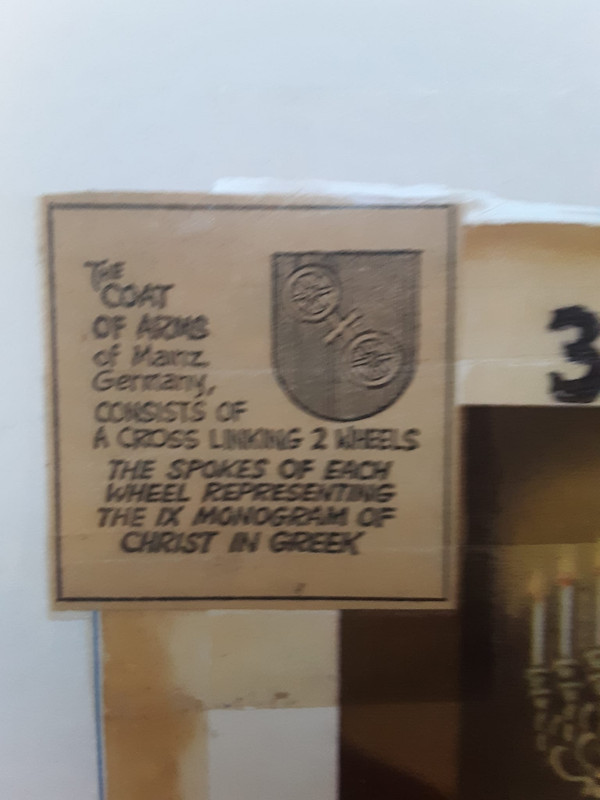 THE
COAT
OF ARMS
of Mainz,
Germany,
CONSISTS OF
A CROSS LINKING 2 WHEELS
THE SPOKES OF EACH
WHEEL REPRESENTING
THE IX MONOGRAM OF
CHRIST IN GREEK
3